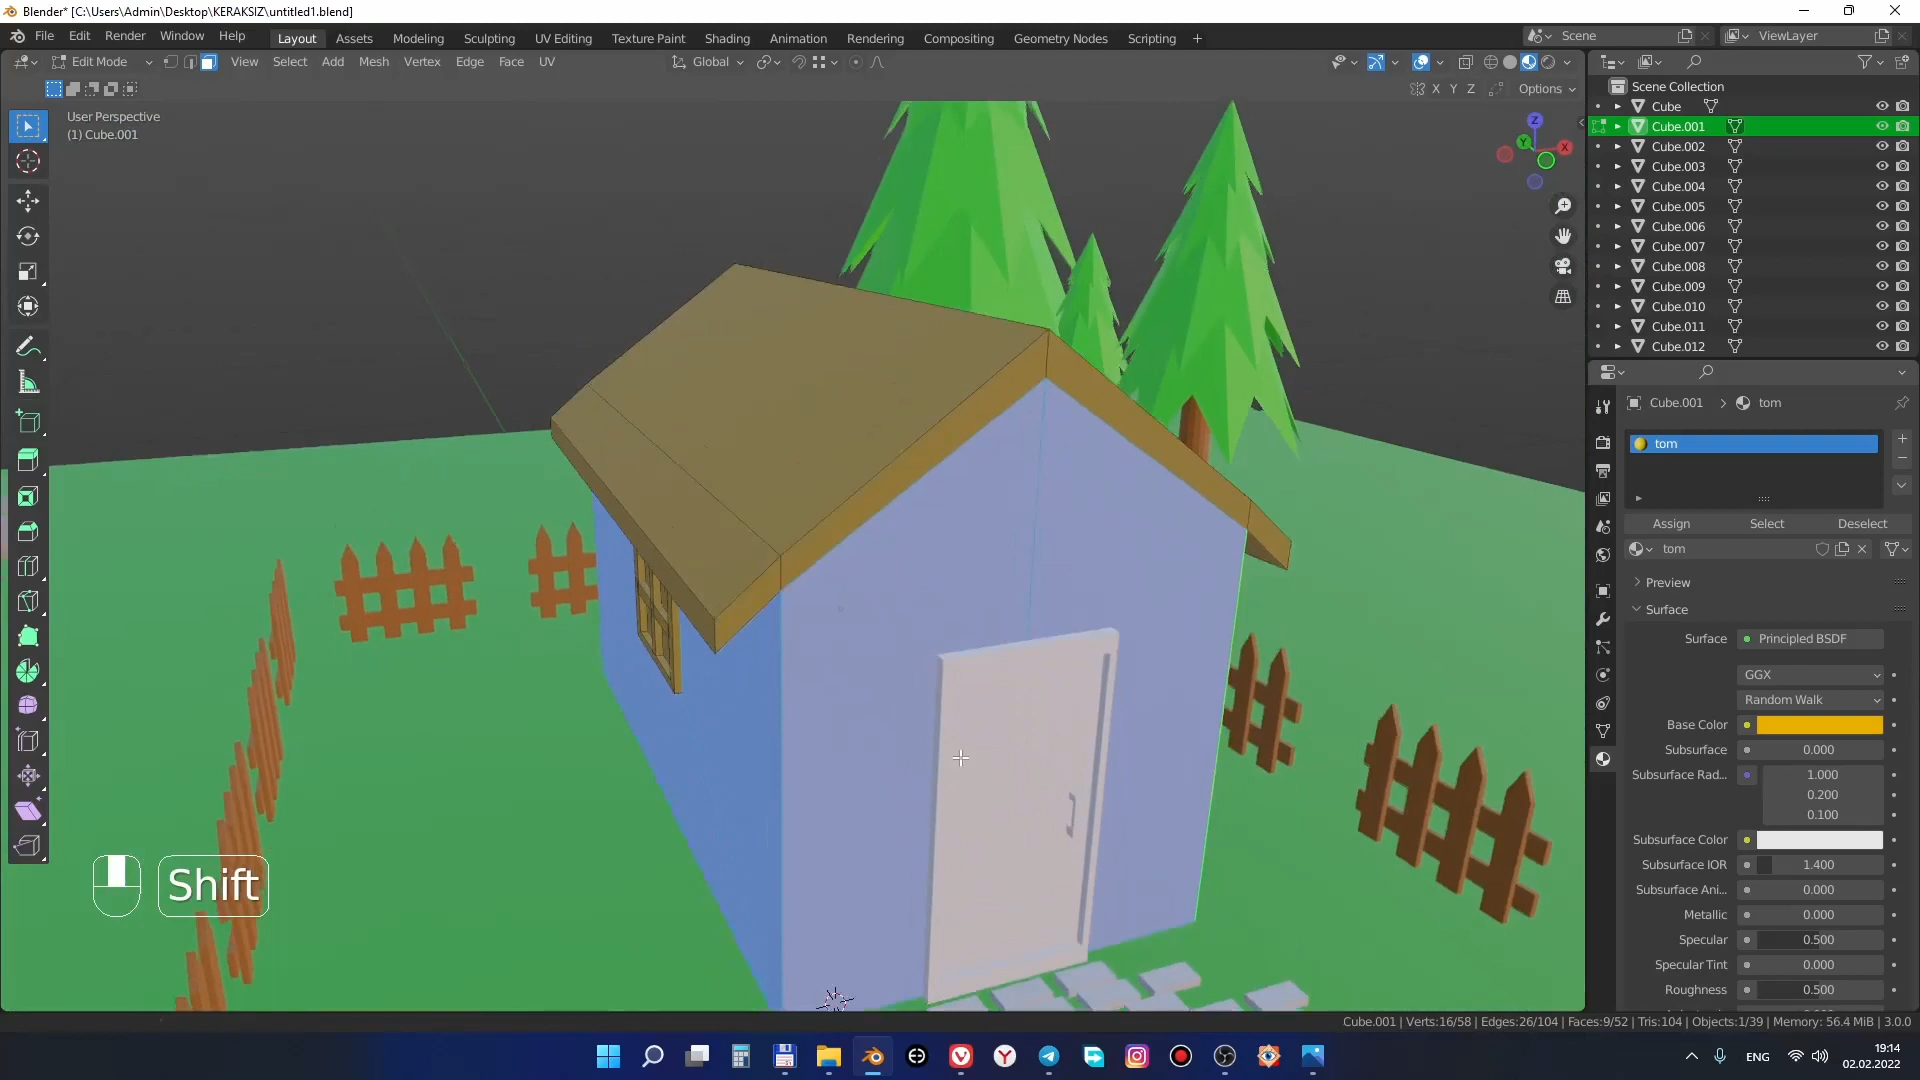 Blender* [C:\Users\Admin\Desktop\KERAKSIZ\untitled1.blend]
File Edit Render Window Help Layout Assets Modeling Sculpting UV Editing Texture Paint Shading Animation Rendering Compositing Geometry Nodes Scripting + Scene ViewLayer
Edit Mode View Select Add Mesh Vertex Edge Face UV Global
X Y Z Options
User Perspective
(1) Cube.001
Z
Y X
Scene Collection
Cube
Cube.001
Cube.002
Cube.003
Cube.004
Cube.005
Cube.006
Cube.007
Cube.008
Cube.009
Cube.010
Cube.011
Cube.012
Cube.001 > tom
tom
Assign Select Deselect
tom
Preview
Surface
Surface Principled BSDF
GGX
Random Walk
Base Color
Subsurface 0.000
Subsurface Rad... 1.000
0.200
0.100
Subsurface Color
Subsurface IOR 1.400
Subsurface Ani... 0.000
Metallic 0.000
Specular 0.500
Specular Tint 0.000
Roughness 0.500
Shift
Cube.001 | Verts:16/58 | Edges:26/104 | Faces:9/52 | Tris:104 | Objects:1/39 | Memory: 56.4 MiB | 3.0.0
ENG
19:14
02.02.2022